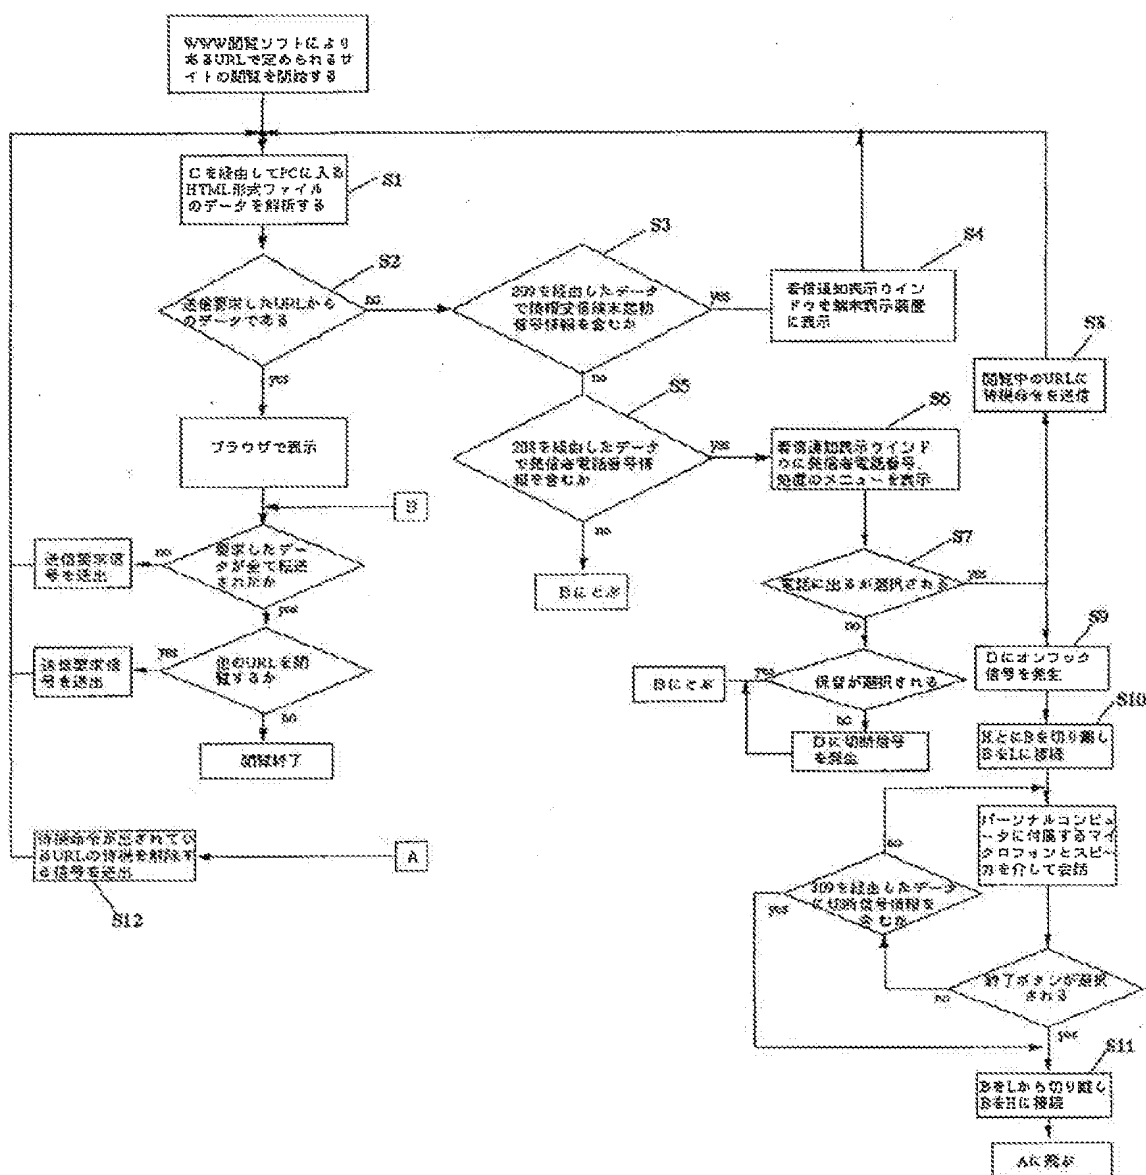 WWW閲覧ソフトにより
あるURLで定められるサ
イトの閲覧を開始する
Cを経由してPCに入る
HTML形式ファイル
のデータを解析する
S1
S2
送信要求したURLから
のデータである
no
yes
S3
209を経由したデータ
で情報受信端末起動
信号情報を含むか
yes
no
S4
着信通知表示ウイン
ドウを端末表示装置
に表示
S5
208を経由したデータ
で発信者電話番号情
報を含むか
yes
no
Bにとぶ
S6
着信通知表示ウインド
ウに発信者電話番号、
処置のメニューを表示
S7
電話に出るが選択される
yes
no
S8
閲覧中のURLに
待機命令を送信
ブラウザで表示
B
要求したデー
タが全て転送
されたか
no
yes
送信要求信
号を送出
他のURLを閲
覧するか
yes
no
送信要求信
号を送出
閲覧終了
保留が選択される
yes
no
Bにとぶ
Dに切断信号
を発生
S9
Dにオンフック
信号を発生
S10
HとにBを切り離し
BをLに接続
パーソナルコンピュ
ータに付属するマイ
クロフォンとスピー
カを介して会話
309を経由したデータ
に切断信号情報を
含むか
no
yes
終了ボタンが選択
される
no
yes
S11
BをLから切り離し
BをHに接続
Aに飛ぶ
A
待機命令が出されてい
るURLの待機を解除す
る信号を送出
S12